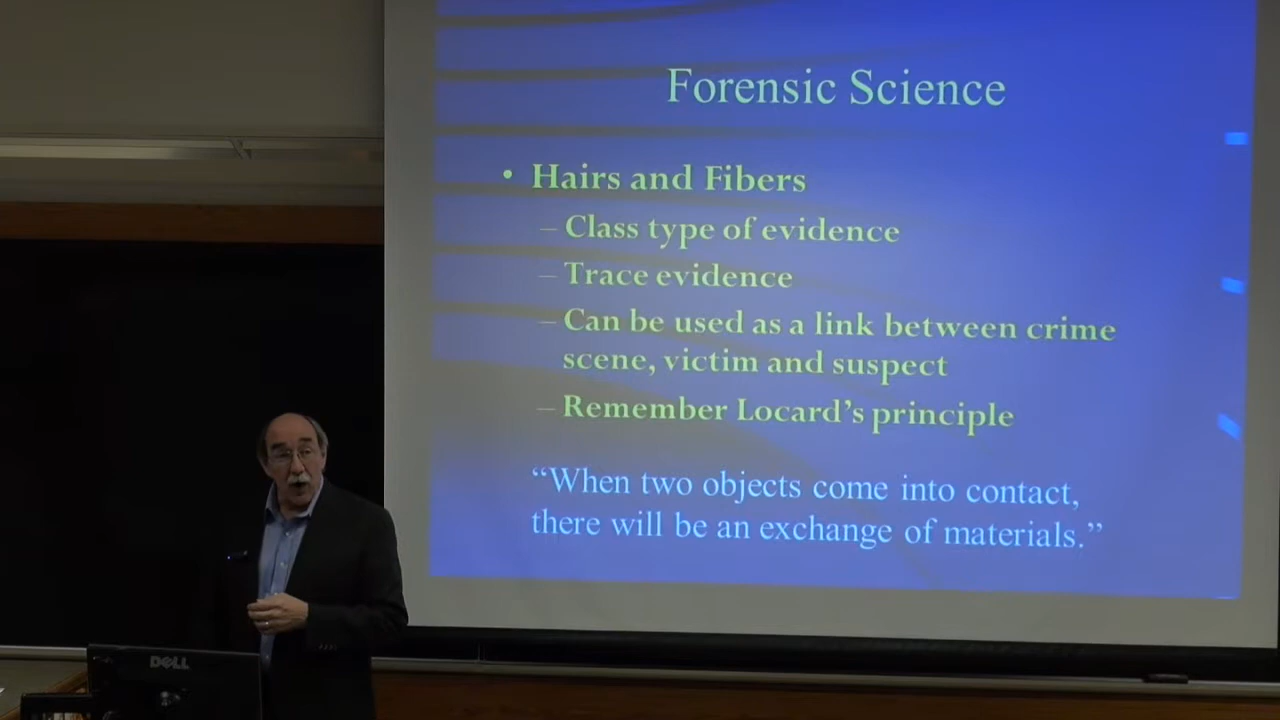 Forensic Science
• Hairs and Fibers
– Class type of evidence
– Trace evidence
– Can be used as a link between crime
scene, victim and suspect
– Remember Locard’s principle
“When two objects come into contact,
there will be an exchange of materials.”
DELL